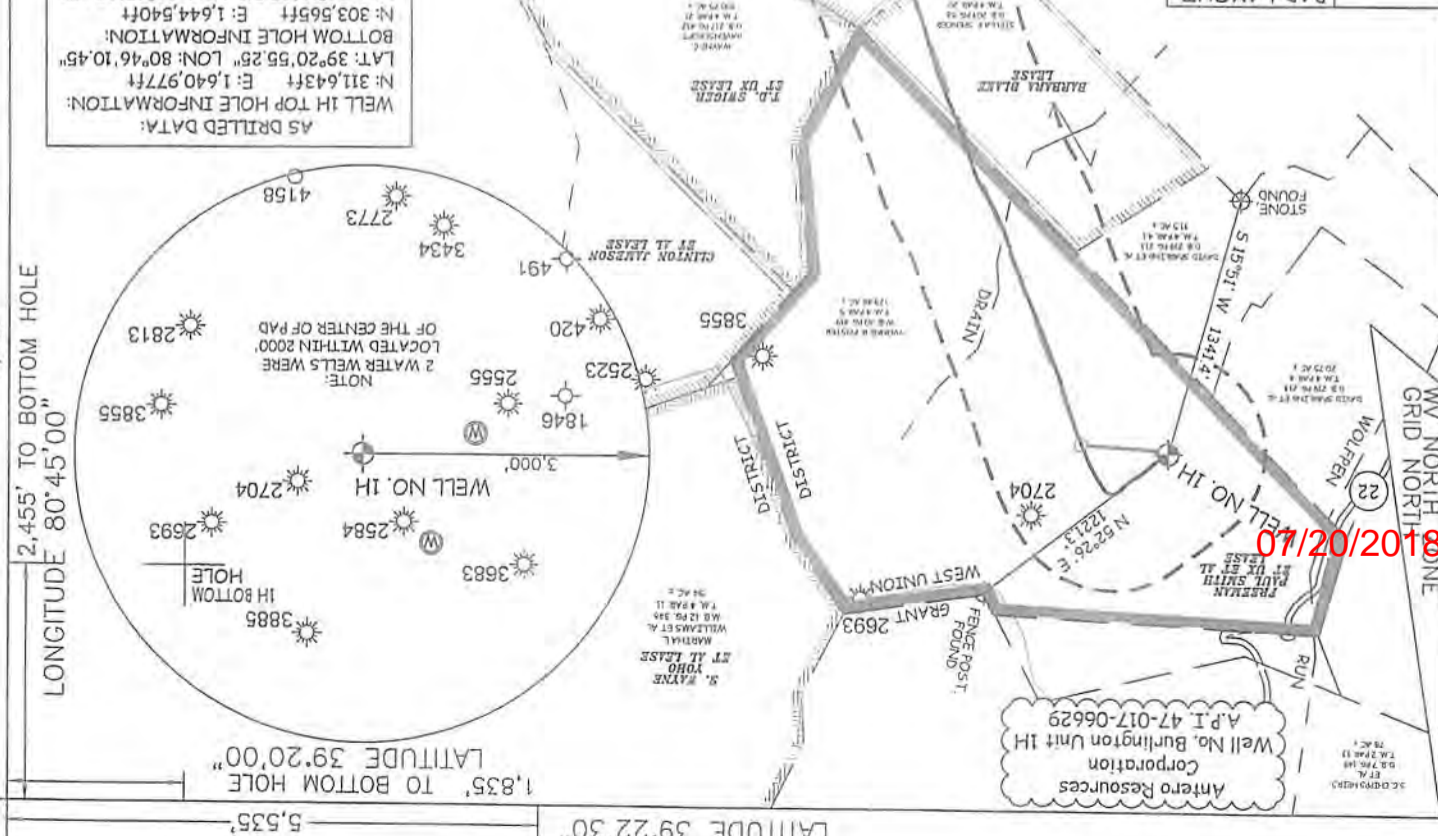 LATITUDE 39°22'30"
5,535'
1,835' TO BOTTOM HOLE
LATITUDE 39°20'00"
LONGITUDE 80°45'00"
2,455' TO BOTTOM HOLE
Antero Resources
Corporation
Well No. Burlington Unit 1H
A.P.I. 47-017-06629
RUN
FENCE POST,
FOUND
GRANT
WEST UNION
2693
S. WAYNE
YOHO
ET AL LEASE
MARTHA L
WILLIAMS ET AL
FREEMAN
PAUL SMITH
ET UX ET AL
LEASE
07/20/2018
WV NORTH ZONE
GRID NORTH
22
WOLFPEN
WELL NO. 1H
N 52°26' E
1221.3'
2704
DISTRICT
DISTRICT
DRAIN
S 15°51' W 1341.4'
STONE,
FOUND
3855
3885
1H BOTTOM
HOLE
3683
2693
2584
2704
WELL NO. 1H
3,000'
W
W
1846
2555
3855
2523
NOTE:
2 WATER WELLS WERE
LOCATED WITHIN 2000'
OF THE CENTER OF PAD
420
2813
491
3434
2773
4158
CLINTON JAMESON
ET AL LEASE
T.D. SWIGER
ET UX LEASE
WAYNE C
BARBARA BLAKE
LEASE
AS DRILLED DATA:
WELL 1H TOP HOLE INFORMATION:
N: 311,643ft E: 1,640,977ft
LAT: 39°20'55.25" LON: 80°46'10.45"
BOTTOM HOLE INFORMATION:
N: 303,565ft E: 1,644,540ft